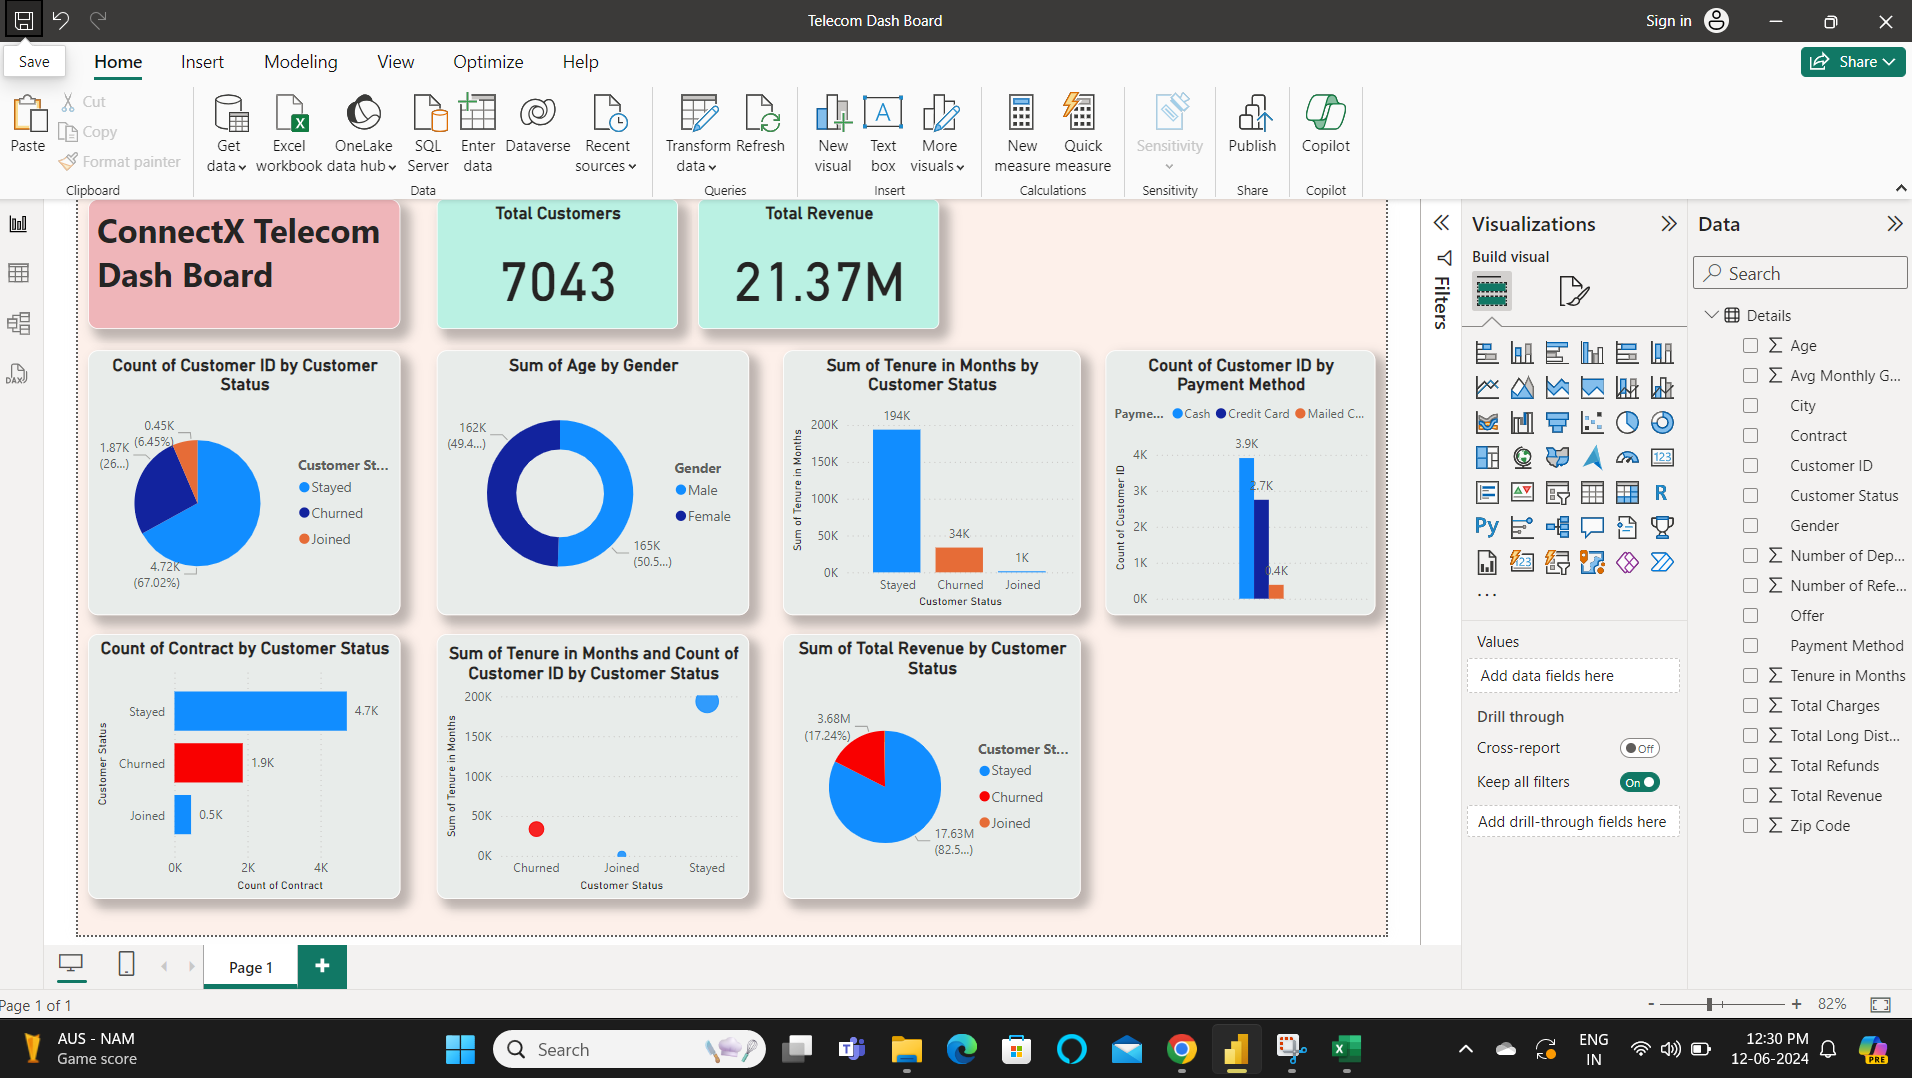 Telecom Dash Board
Sign in
Save
Home
Insert
Modeling
View
Optimize
Help
Share
Paste
Cut
Copy
Format painter
Clipboard
Get
data
Excel
workbook
OneLake
data hub
SQL
Server
Enter
data
Dataverse
Recent
sources
Data
Transform
data
Refresh
Queries
New
visual
Text
box
More
visuals
Insert
New
measure
Quick
measure
Calculations
Sensitivity
Sensitivity
Publish
Share
Copilot
Copilot
ConnectX Telecom
Dash Board
Total Customers
7043
Total Revenue
21.37M
Count of Customer ID by Customer
Status
0.45K
(6.45%)
1.87K
(26...)
4.72K
(67.02%)
Customer St...
Stayed
Churned
Joined
Sum of Age by Gender
162K
(49.4...)
165K
(50.5...)
Gender
Male
Female
Sum of Tenure in Months by
Customer Status
Sum of Tenure in Months
200K
150K
100K
50K
0K
194K
34K
1K
Stayed
Churned
Joined
Customer Status
Count of Customer ID by
Payment Method
Payme...
Cash
Credit Card
Mailed C...
Count of Customer ID
4K
3K
2K
1K
0K
3.9K
2.7K
0.4K
Count of Contract by Customer Status
Customer Status
Stayed
4.7K
Churned
1.9K
Joined
0.5K
0K
2K
4K
Count of Contract
Sum of Tenure in Months and Count of
Customer ID by Customer Status
Sum of Tenure in Months
200K
150K
100K
50K
0K
Churned
Joined
Stayed
Customer Status
Sum of Total Revenue by Customer
Status
3.68M
(17.24%)
17.63M
(82.5...)
Customer St...
Stayed
Churned
Joined
Filters
Visualizations
Build visual
123
R
Py
123
...
Values
Add data fields here
Drill through
Cross-report
Off
Keep all filters
On
Add drill-through fields here
Data
Search
Details
Age
Avg Monthly G...
City
Contract
Customer ID
Customer Status
Gender
Number of Dep...
Number of Refe...
Offer
Payment Method
Tenure in Months
Total Charges
Total Long Dist...
Total Refunds
Total Revenue
Zip Code
DAX
Page 1
+
Page 1 of 1
- + 82%
AUS - NAM
Game score
Search
ENG
IN
12:30 PM
12-06-2024
PRE